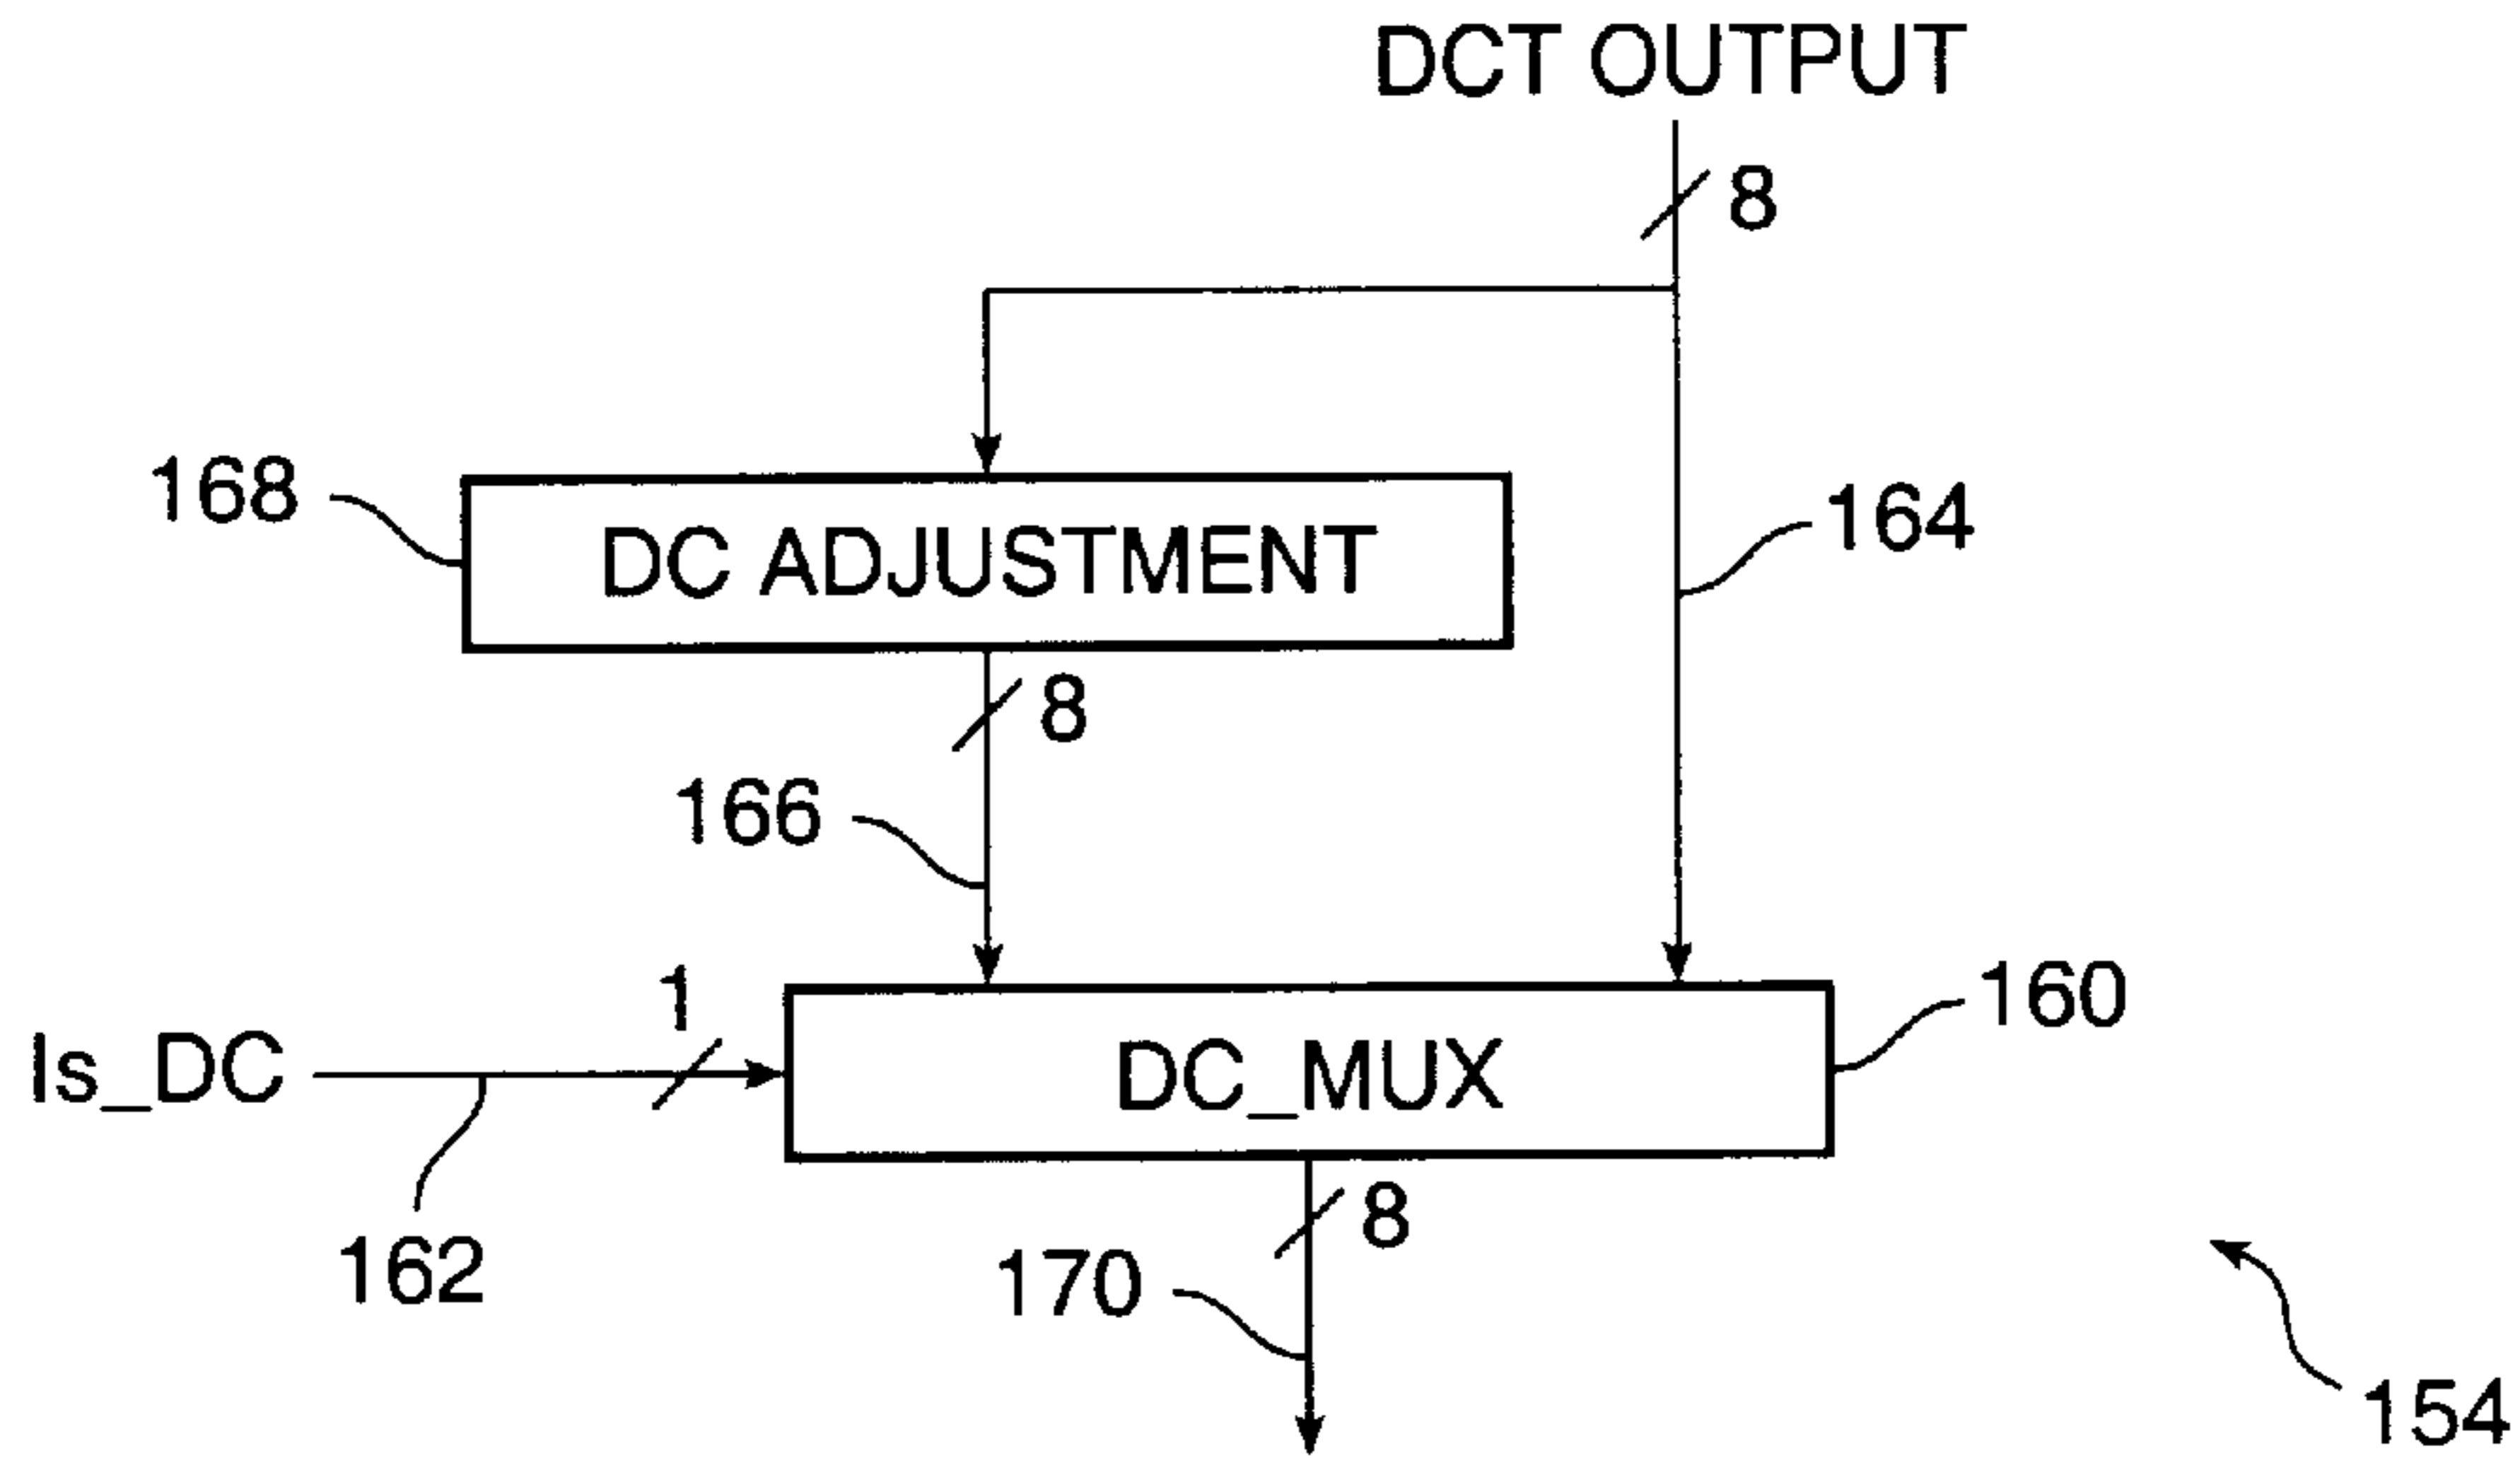 DCT OUTPUT
8
168
DC ADJUSTMENT
164
8
166
1
160
Is_DC
DC_MUX
162
8
170
154